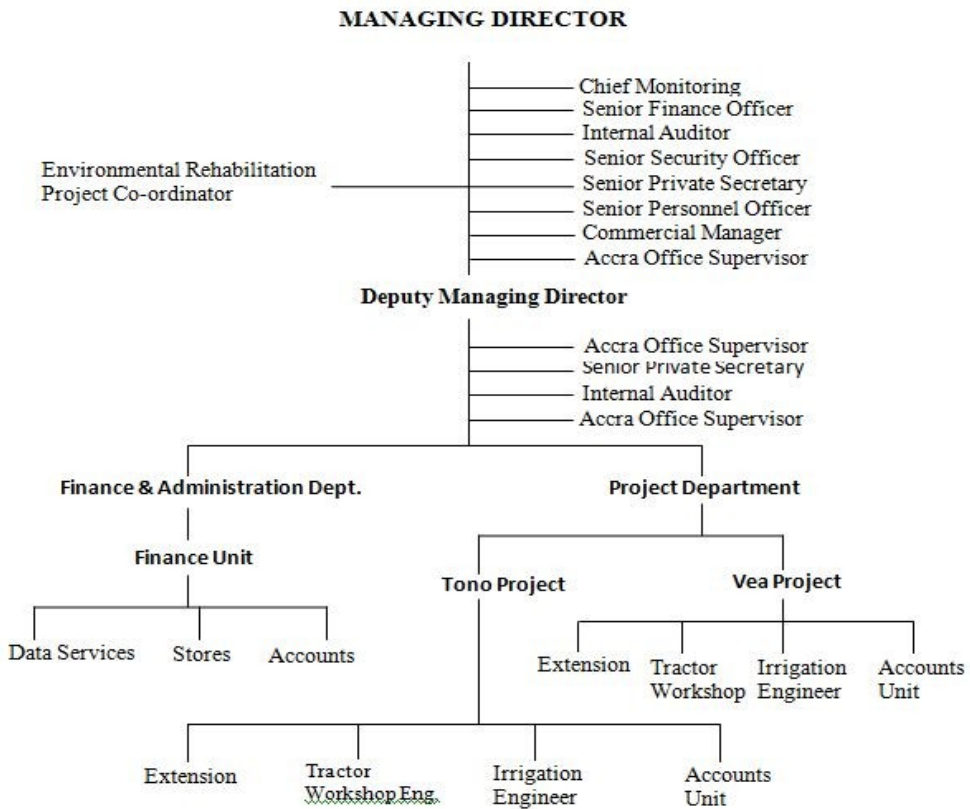 MANAGING DIRECTOR
Chief Monitoring
Senior Finance Officer
Internal Auditor
Senior Security Officer
Environmental Rehabilitation
Project Co-ordinator
Senior Private Secretary
Senior Personnel Officer
Commercial Manager
Accra Office Supervisor
Deputy Managing Director
Accra Office Supervisor
Senior Private Secretary
Internal Auditor
Accra Office Supervisor
Finance & Administration Dept.
Project Department
Finance Unit
Tono Project
Vea Project
Data Services
Stores
Accounts
Extension
Tractor
Workshop
Irrigation
Engineer
Accounts
Unit
Extension
Tractor
Workshop Eng.
Irrigation
Engineer
Accounts
Unit